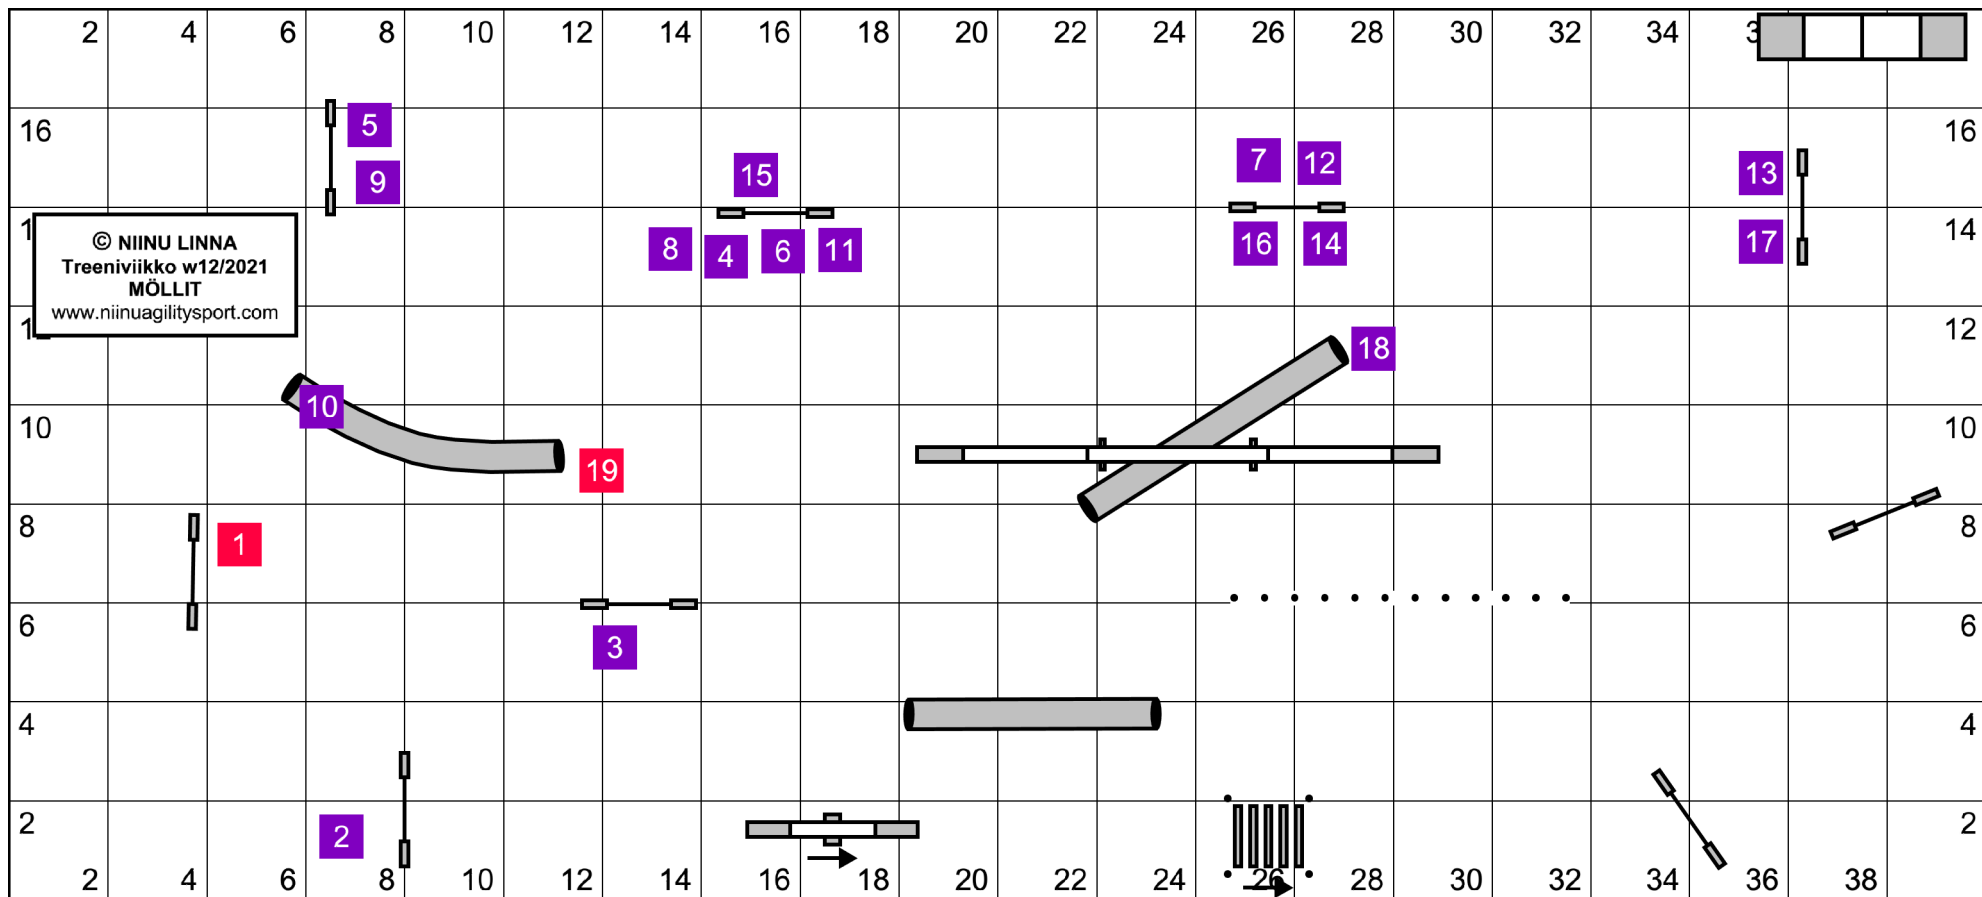 2 4 6 8 10 12 14 16 18 20 22 24 26 28 30 32 34 3
16 5 7 12 16
15 13
9
1 © NIINU LINNA 8 4 6 11 16 14 17 14
Treeniviikko w12/2021
MÖLLIT
www.niinuagilitysport.com
1 18 12
10 10 10
19
8 1 8
6 3 6
4 4
2 2 2
2 4 6 8 10 12 14 16 18 20 22 24 26 28 30 32 34 36 38